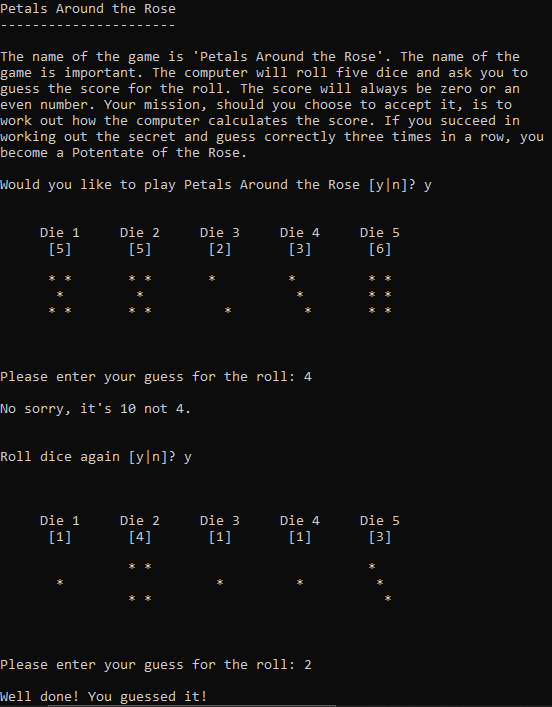 Petals Around the Rose
----------------------
The name of the game is 'Petals Around the Rose'. The name of the
game is important. The computer will roll five dice and ask you to
guess the score for the roll. The score will always be zero or an
even number. Your mission, should you choose to accept it, is to
work out how the computer calculates the score. If you succeed in
working out the secret and guess correctly three times in a row, you
become a Potentate of the Rose.
Would you like to play Petals Around the Rose [y|n]? y
Die 1 Die 2 Die 3 Die 4 Die 5
[5] [5] [2] [3] [6]
* * * * * * * *
* * * * *
* * * * * * * *
Please enter your guess for the roll: 4
No sorry, it's 10 not 4.
Roll dice again [y|n]? y
Die 1 Die 2 Die 3 Die 4 Die 5
[1] [4] [1] [1] [3]
* * *
* * * *
* * *
Please enter your guess for the roll: 2
Well done! You guessed it!